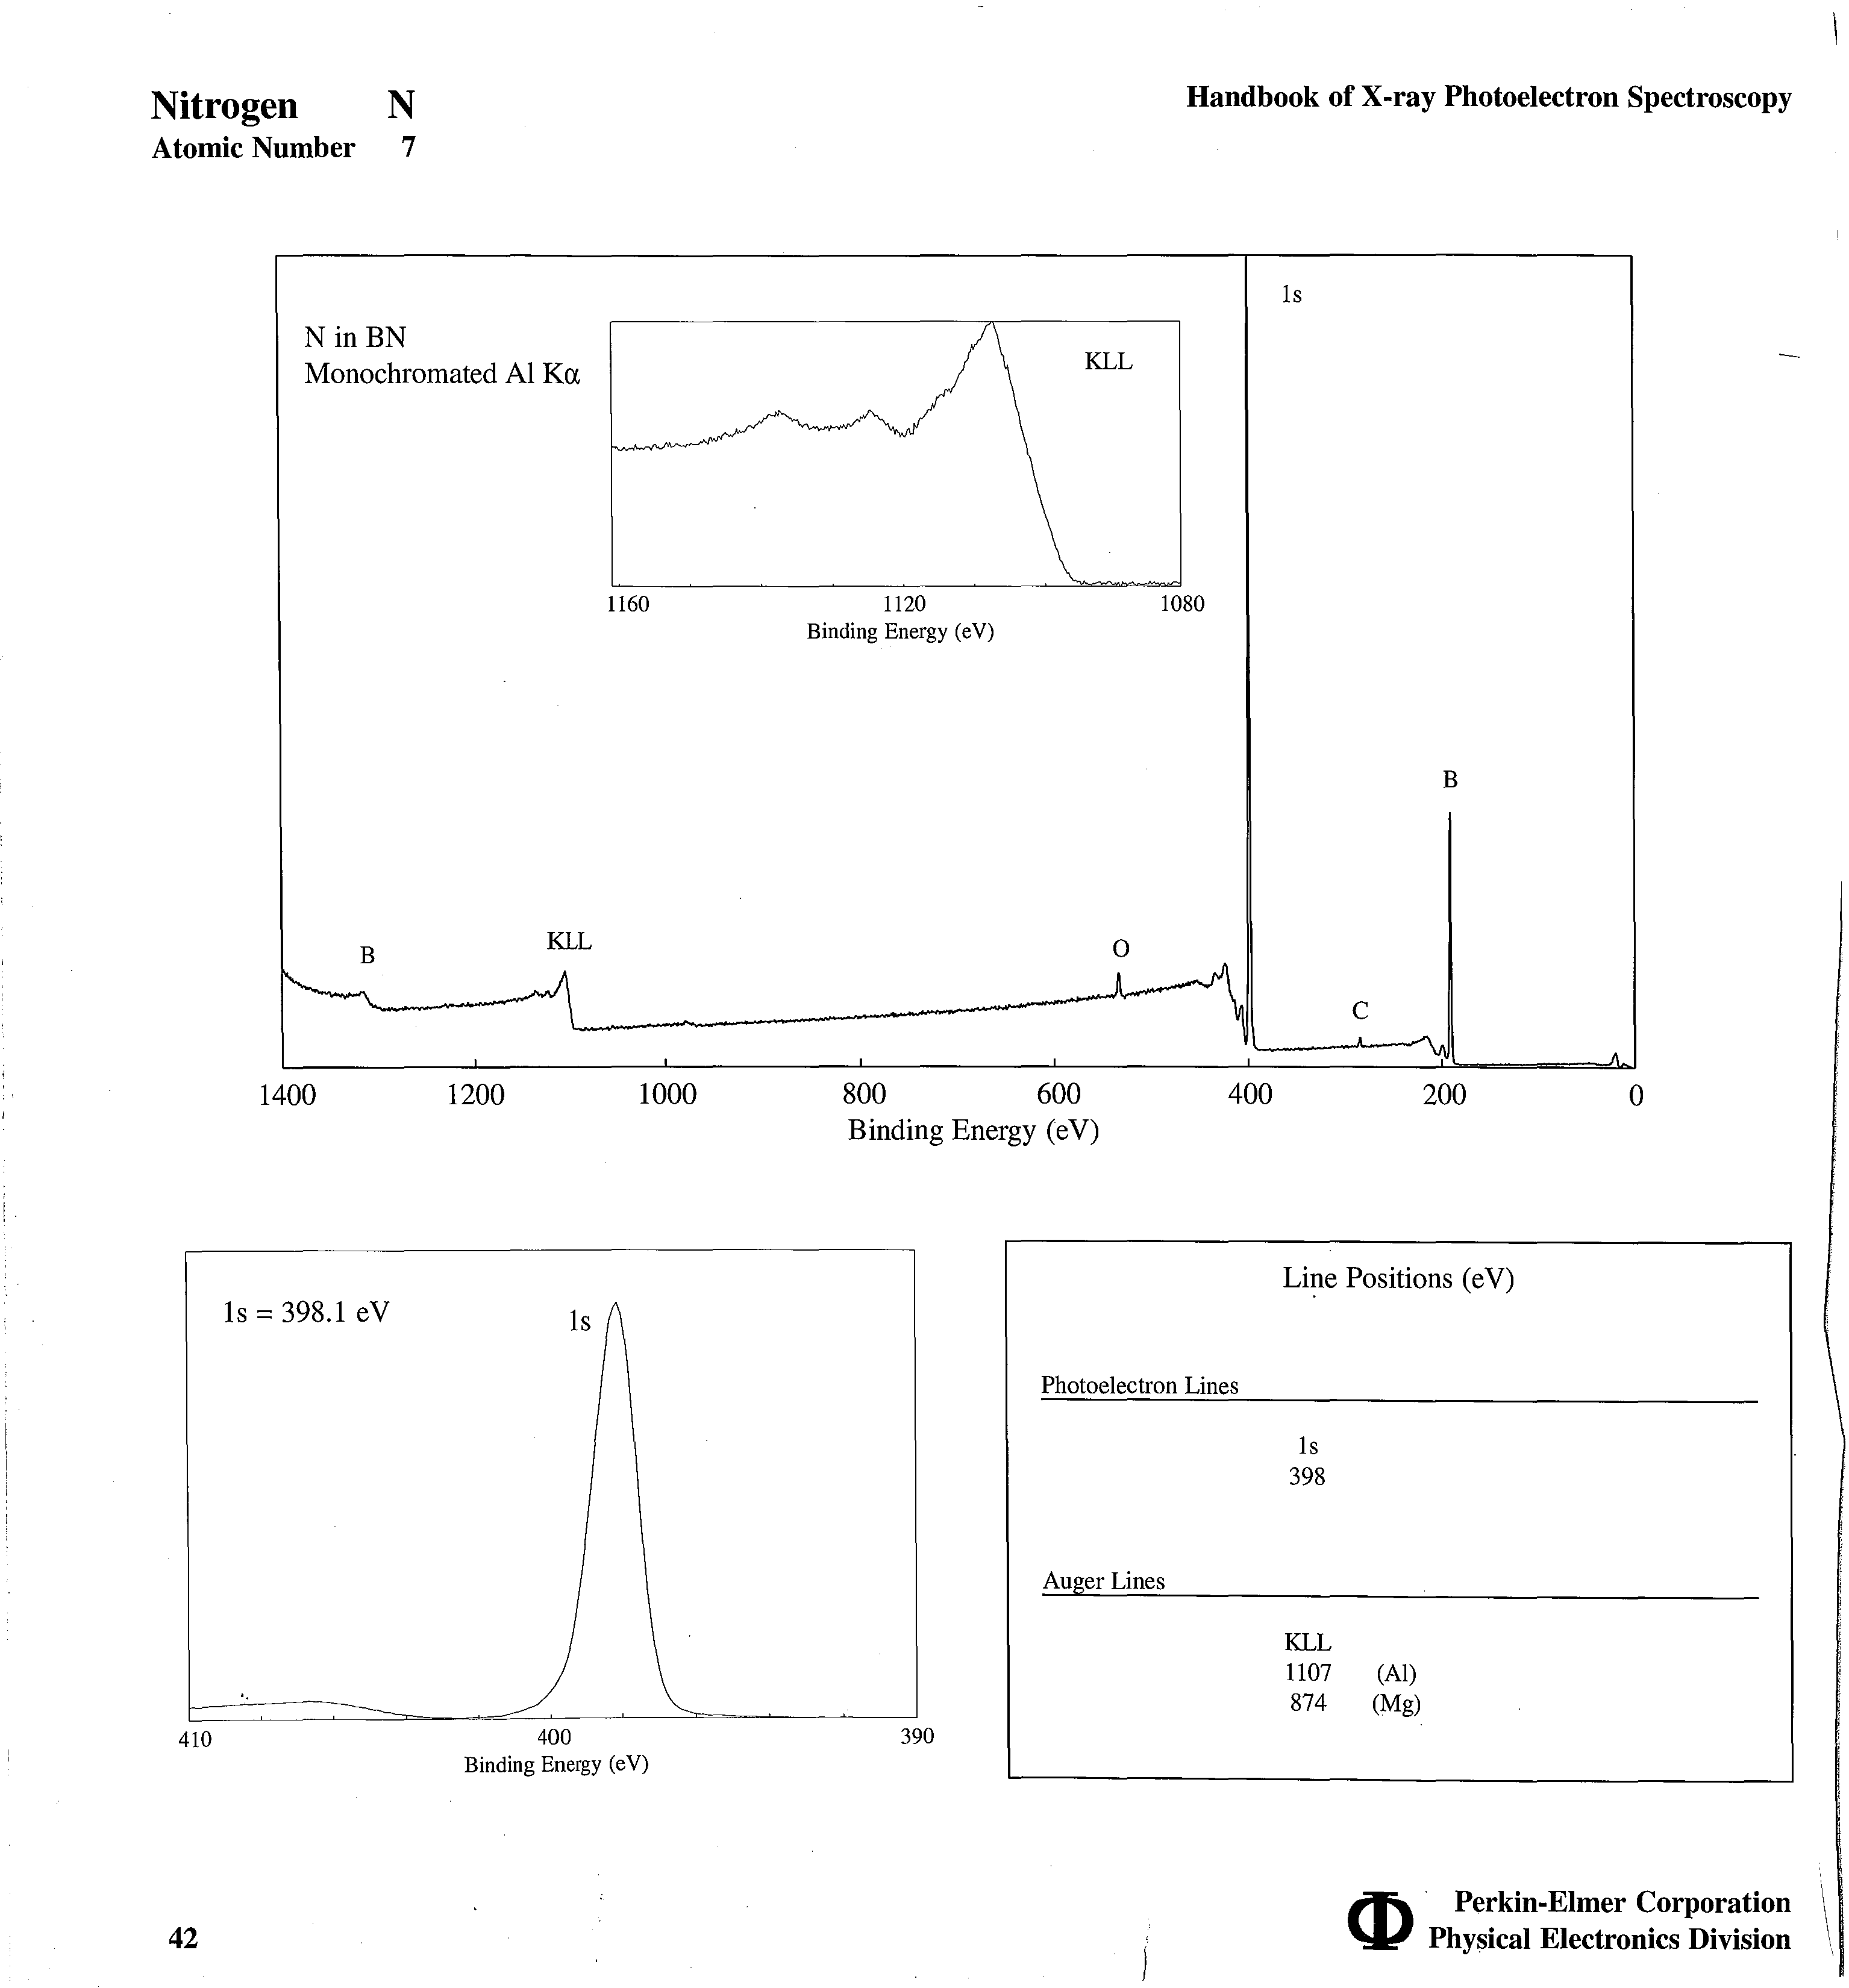 Nitrogen N
Atomic Number 7
Handbook of X-ray Photoelectron Spectroscopy
N in BN
Monochromated Al Kα
KLL
1s
1160 1120 1080
Binding Energy (eV)
B
B
KLL
O
C
1400 1200 1000 800 600 400 200 0
Binding Energy (eV)
1s = 398.1 eV
1s
410 400 390
Binding Energy (eV)
Line Positions (eV)
Photoelectron Lines
1s
398
Auger Lines
KLL
1107 (Al)
874 (Mg)
42
Perkin-Elmer Corporation
Physical Electronics Division